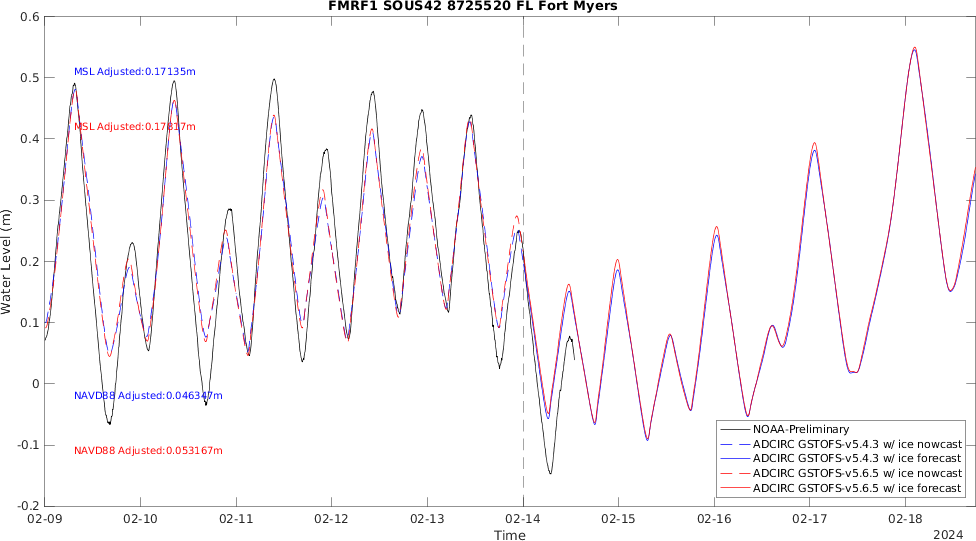 FMRF1 SOUS42 8725520 FL Fort Myers
0.6
0.5
0.4
0.3
0.2
0.1
0
-0.1
-0.2
Water Level (m)
MSL Adjusted:0.17135m
MSL Adjusted:0.17817m
NAVD88 Adjusted:0.046347m
NAVD88 Adjusted:0.053167m
NOAA-Preliminary
ADCIRC GSTOFS-v5.4.3 w/ ice nowcast
ADCIRC GSTOFS-v5.4.3 w/ ice forecast
ADCIRC GSTOFS-v5.6.5 w/ ice nowcast
ADCIRC GSTOFS-v5.6.5 w/ ice forecast
02-09 02-10 02-11 02-12 02-13 02-14 02-15 02-16 02-17 02-18
Time
2024